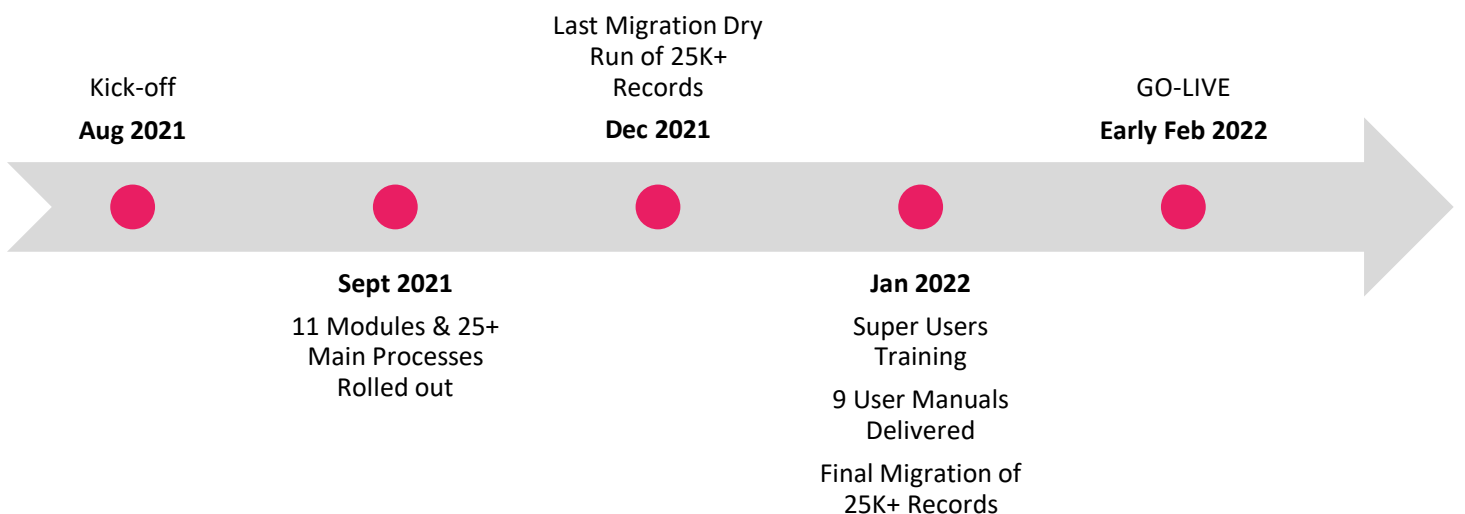 Kick-off
Aug 2021
Sept 2021
11 Modules & 25+
Main Processes
Rolled out
Last Migration Dry
Run of 25K+
Records
Dec 2021
Jan 2022
Super Users
Training
9 User Manuals
Delivered
Final Migration of
25K+ Records
GO-LIVE
Early Feb 2022